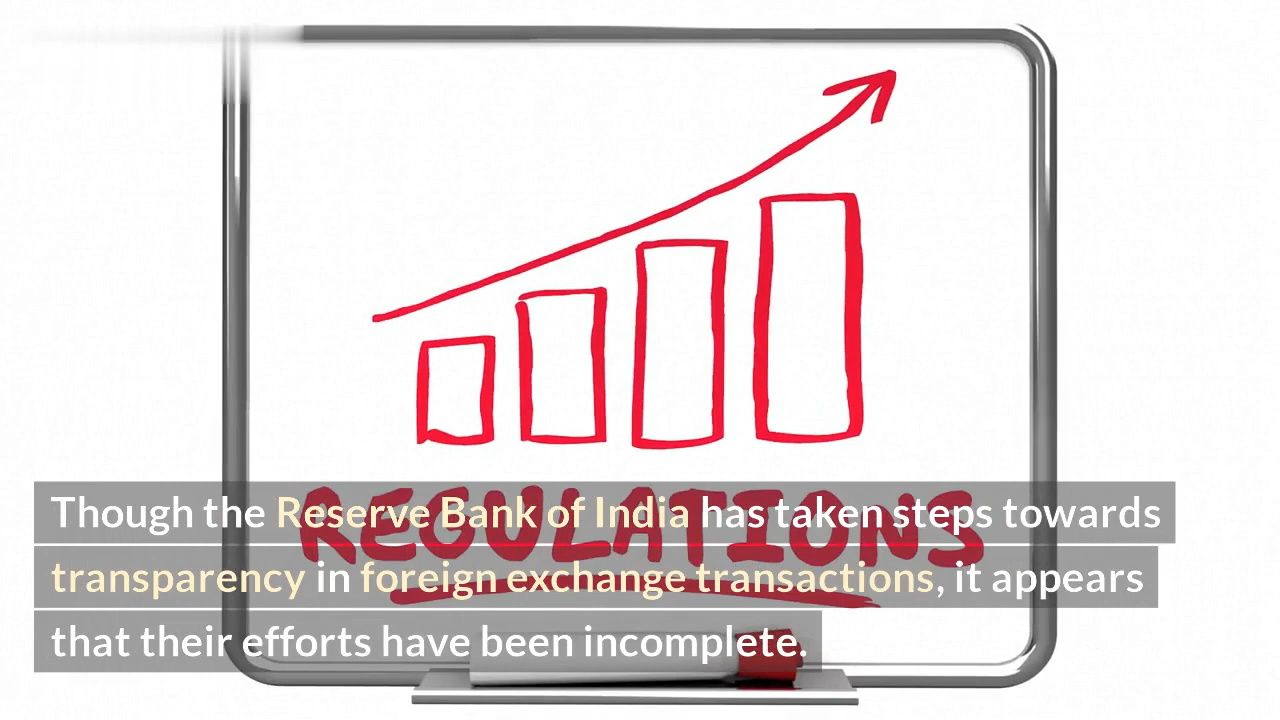 REGULATIONS
Though the Reserve Bank of India has taken steps towards
transparency in foreign exchange transactions, it appears
that their efforts have been incomplete.